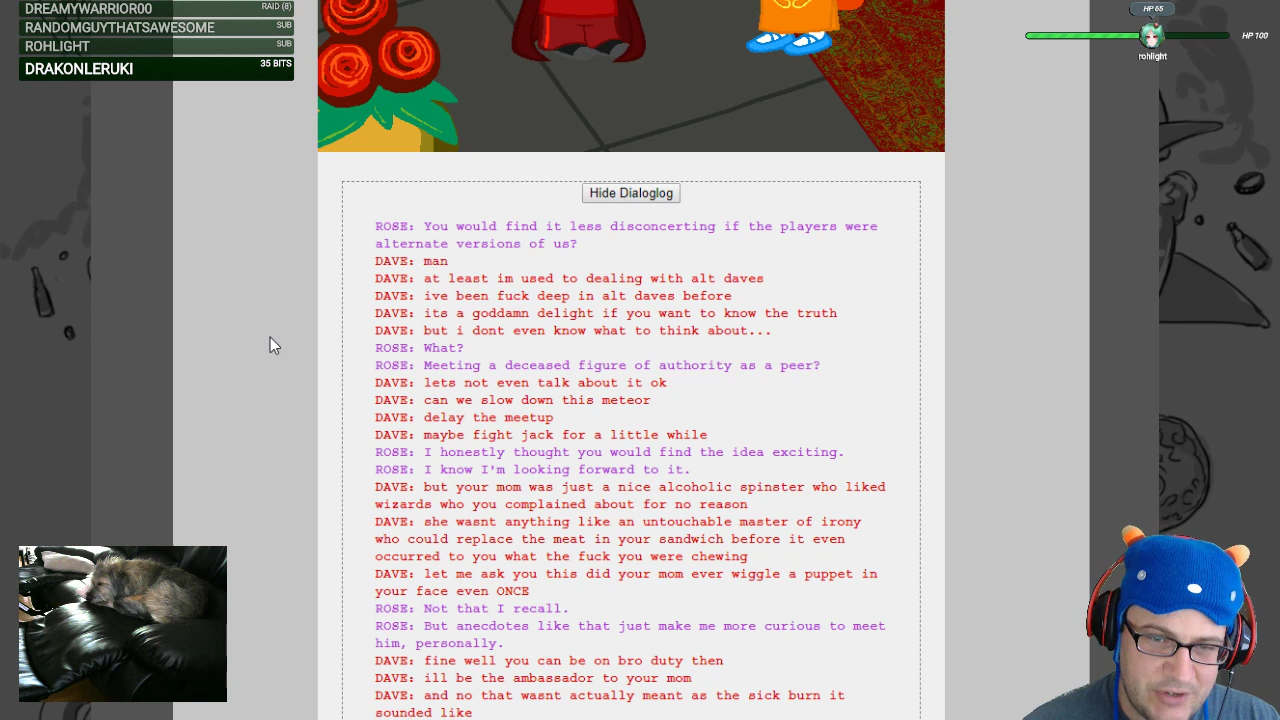 DREAMYWARRIOR00 RAID (8)
RANDOMGUYTHATSAWESOME SUB
ROHLIGHT SUB
DRAKONLERUKI 35 BITS
HP 65
HP 100
rohlight
Hide Dialoglog
ROSE: You would find it less disconcerting if the players were
alternate versions of us?
DAVE: man
DAVE: at least im used to dealing with alt daves
DAVE: ive been fuck deep in alt daves before
DAVE: its a goddamn delight if you want to know the truth
DAVE: but i dont even know what to think about...
ROSE: What?
ROSE: Meeting a deceased figure of authority as a peer?
DAVE: lets not even talk about it ok
DAVE: can we slow down this meteor
DAVE: delay the meetup
DAVE: maybe fight jack for a little while
ROSE: I honestly thought you would find the idea exciting.
ROSE: I know I'm looking forward to it.
DAVE: but your mom was just a nice alcoholic spinster who liked
wizards who you complained about for no reason
DAVE: she wasnt anything like an untouchable master of irony
who could replace the meat in your sandwich before it even
occurred to you what the fuck you were chewing
DAVE: let me ask you this did your mom ever wiggle a puppet in
your face even ONCE
ROSE: Not that I recall.
ROSE: But anecdotes like that just make me more curious to meet
him, personally.
DAVE: fine well you can be on bro duty then
DAVE: ill be the ambassador to your mom
DAVE: and no that wasnt actually meant as the sick burn it
sounded like